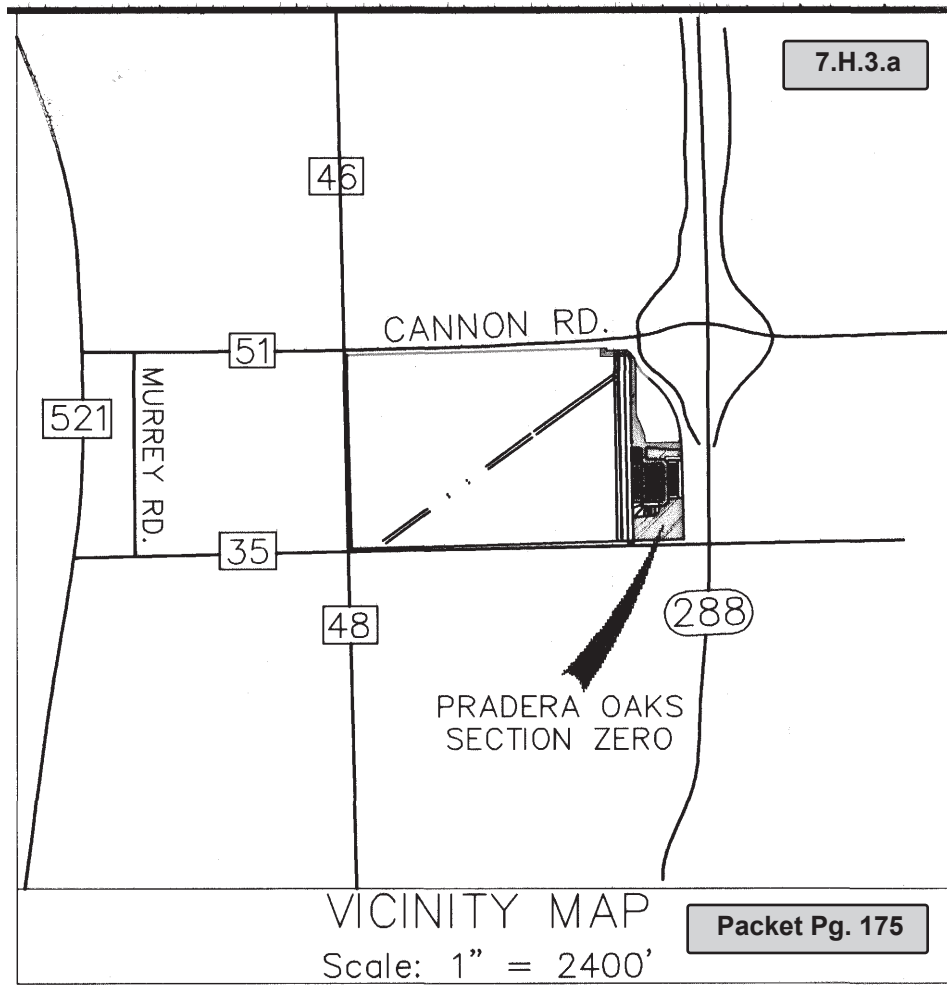 7.H.3.a
46
CANNON RD.
51
521
MURREY RD.
35
48
288
PRADERA OAKS
SECTION ZERO
VICINITY MAP
Packet Pg. 175
Scale: 1" = 2400'